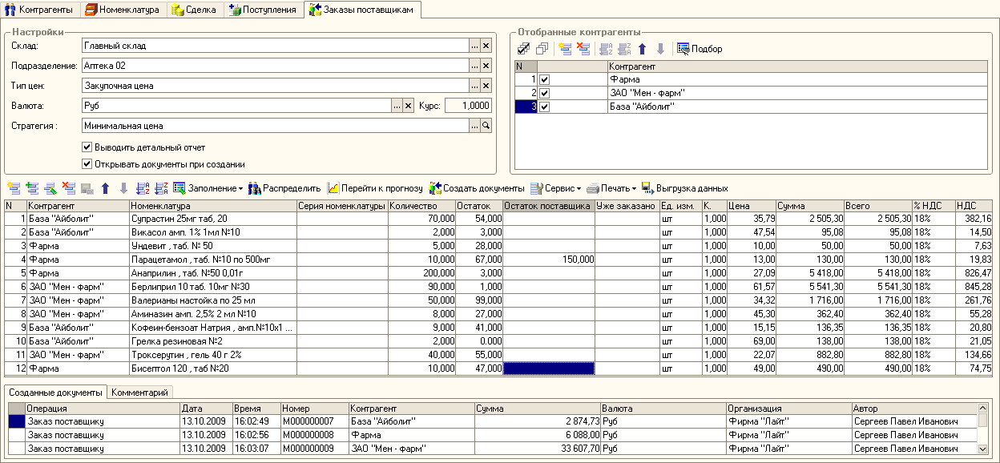 Контрагенты Номенклатура Сделка Поступления Заказы поставщикам
Настройки
Склад: Главный склад ... ×
Подразделение: Аптека 02 ... ×
Тип цен: Закупочная цена ... ×
Валюта: Руб ... × Курс: 1,0000
Стратегия : Минимальная цена ...
Выводить детальный отчет
Открывать документы при создании
Отобранные контрагенты
Подбор
N Контрагент
1 Фарма
2 ЗАО "Мен - фарм"
3 База "Айболит"
Заполнение Распределить Перейти к прогнозу Создать документы Сервис Печать Выгрузка данных
N Контрагент Номенклатура Серия номенклатуры Количество Остаток Остаток поставщика Уже заказано Ед. изм. К. Цена Сумма Всего % НДС НДС
1 База "Айболит" Супрастин 25мг таб, 20 70,000 54,000 шт 1,000 35,79 2 505,30 2 505,30 18% 382,16
2 База "Айболит" Викасол амп. 1% 1мл №10 2,000 3,000 шт 1,000 47,54 95,08 95,08 18% 14,50
3 Фарма Ундевит , таб. № 50 5,000 28,000 шт 1,000 10,00 50,00 50,00 18% 7,63
4 Фарма Парацетамол , таб. №10 по 500мг 10,000 67,000 150,000 шт 1,000 13,00 130,00 130,00 18% 19,83
5 Фарма Анаприлин , таб. №50 0,01г 200,000 3,000 шт 1,000 27,09 5 418,00 5 418,00 18% 826,47
6 ЗАО "Мен - фарм" Берлиприл 10 таб. 10мг №30 90,000 1,000 шт 1,000 61,57 5 541,30 5 541,30 18% 845,28
7 ЗАО "Мен - фарм" Валерианы настойка по 25 мл 50,000 99,000 шт 1,000 34,32 1 716,00 1 716,00 18% 261,76
8 ЗАО "Мен - фарм" Аминазин амп. 2,5% 2 мл №10 8,000 27,000 шт 1,000 45,30 362,40 362,40 18% 55,28
9 База "Айболит" Кофеин-бензоат Натрия , амп.№10х1 ... 9,000 41,000 шт 1,000 15,15 136,35 136,35 18% 20,80
10 База "Айболит" Грелка резиновая №2 2,000 0.000 шт 1,000 69,00 138,00 138,00 18% 21,05
11 ЗАО "Мен - фарм" Троксерутин , гель 40 г 2% 40,000 55,000 шт 1,000 22,07 882,80 882,80 18% 134,66
12 Фарма Бисептол 120 , таб №20 10,000 47,000 шт 1,000 49,00 490,00 490,00 18% 74,75
Созданные документы Комментарий
Операция Дата Время Номер Контрагент Сумма Валюта Организация Автор
Заказ поставщику 13.10.2009 16:02:49 М000000007 База "Айболит" 2 874,73 Руб Фирма "Лайт" Сергеев Павел Иванович
Заказ поставщику 13.10.2009 16:02:56 М000000008 Фарма 6 088,00 Руб Фирма "Лайт" Сергеев Павел Иванович
Заказ поставщику 13.10.2009 16:03:07 М000000009 ЗАО "Мен - фарм" 33 607,70 Руб Фирма "Лайт" Сергеев Павел Иванович